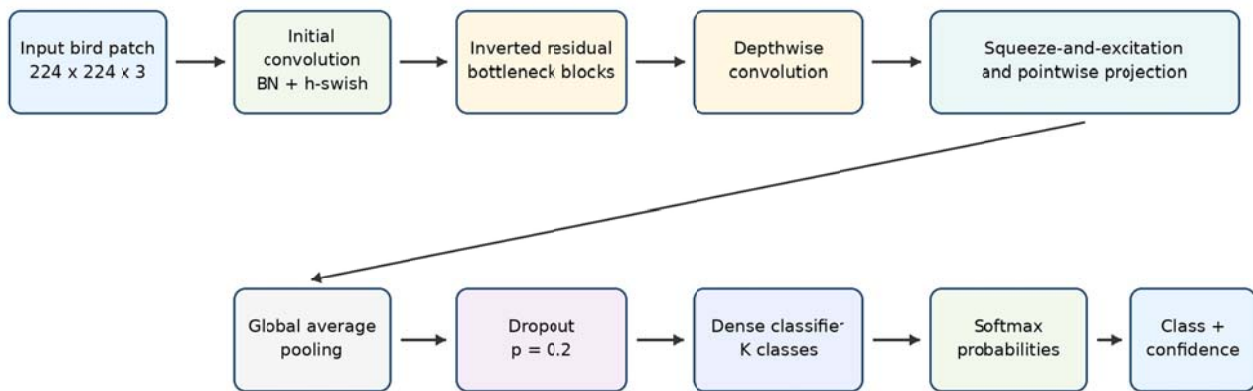 Input bird patch
224 x 224 x 3
Initial
convolution
BN + h-swish
Inverted residual
bottleneck blocks
Depthwise
convolution
Squeeze-and-excitation
and pointwise projection
Global average
pooling
Dropout
p = 0.2
Dense classifier
K classes
Softmax
probabilities
Class +
confidence